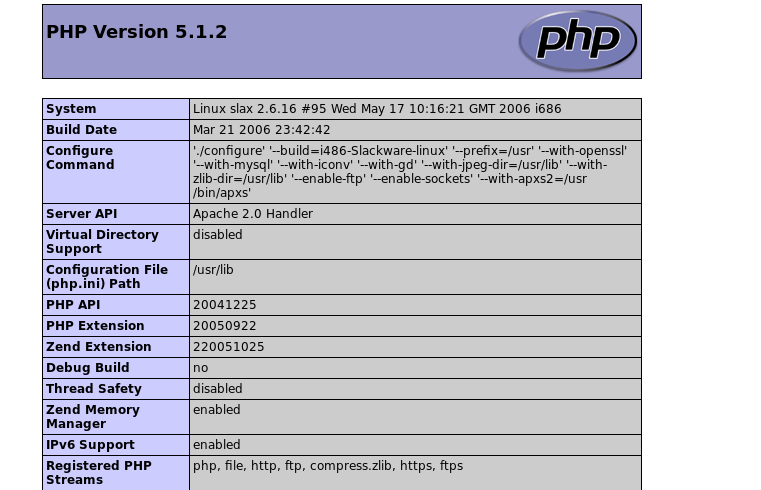 PHP Version 5.1.2
php
System Linux slax 2.6.16 #95 Wed May 17 10:16:21 GMT 2006 i686
Build Date Mar 21 2006 23:42:42
Configure Command './configure' '--build=i486-Slackware-linux' '--prefix=/usr' '--with-openssl'
'--with-mysql' '--with-iconv' '--with-gd' '--with-jpeg-dir=/usr/lib' '--with-
zlib-dir=/usr/lib' '--enable-ftp' '--enable-sockets' '--with-apxs2=/usr
/bin/apxs'
Server API Apache 2.0 Handler
Virtual Directory Support disabled
Configuration File (php.ini) Path /usr/lib
PHP API 20041225
PHP Extension 20050922
Zend Extension 220051025
Debug Build no
Thread Safety disabled
Zend Memory Manager enabled
IPv6 Support enabled
Registered PHP Streams php, file, http, ftp, compress.zlib, https, ftps